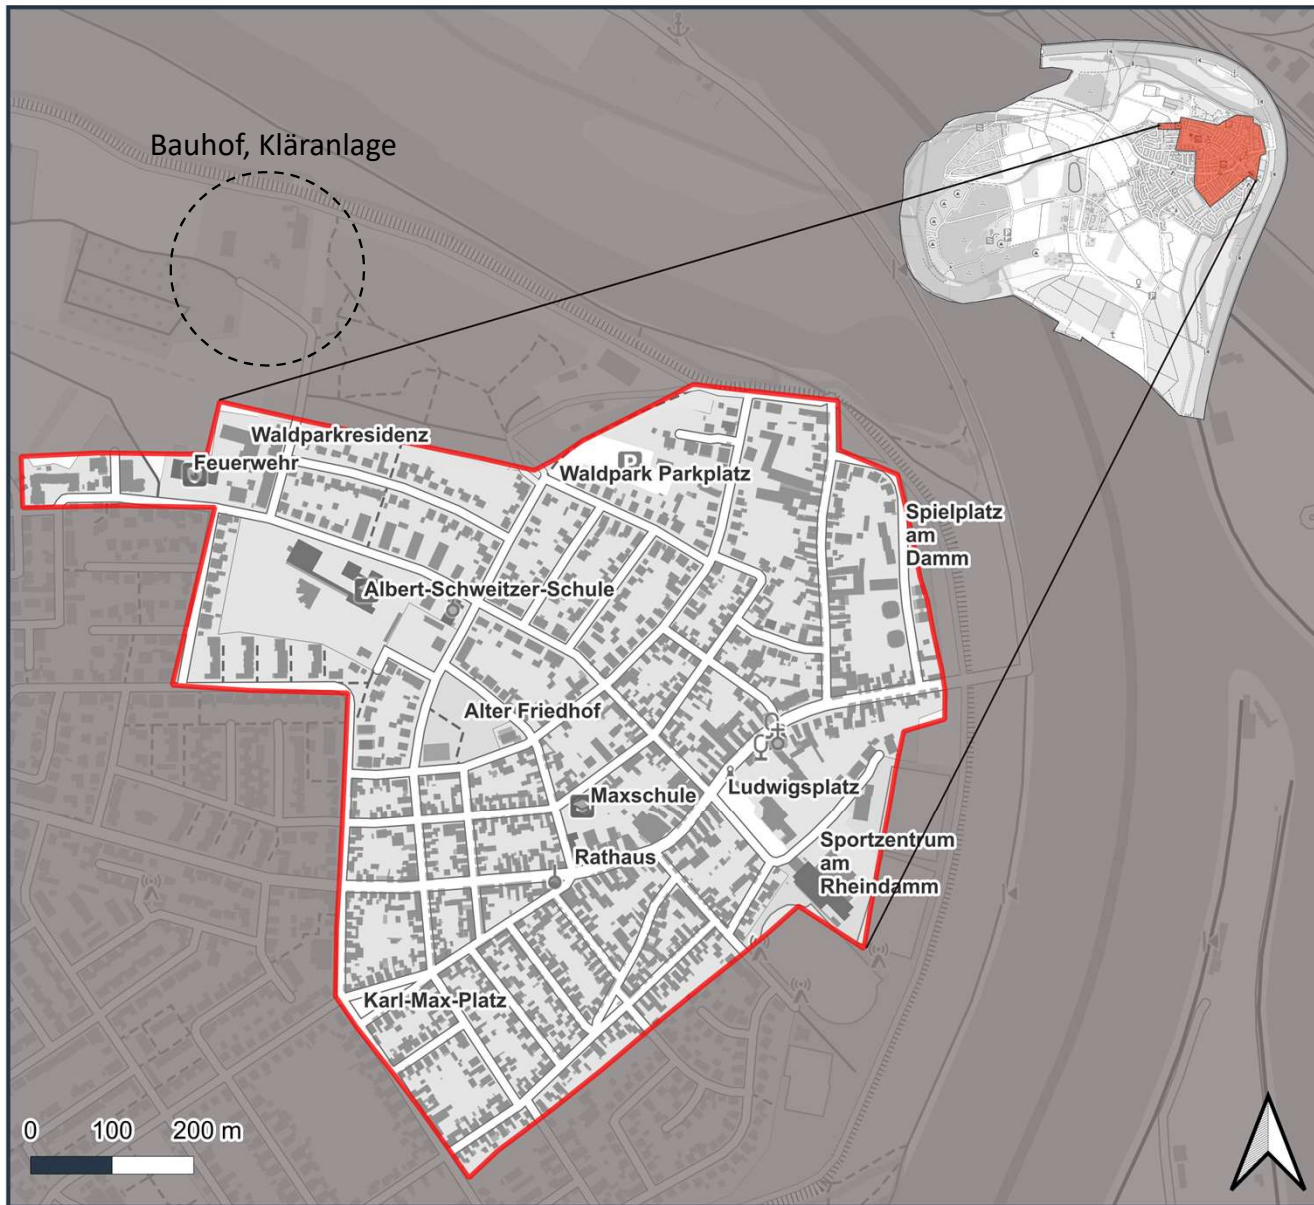 Bauhof, Kläranlage
Waldparkresidenz
Feuerwehr
Waldpark Parkplatz
P
Spielplatz
am
Damm
Albert-Schweitzer-Schule
Alter Friedhof
Maxschule
Ludwigsplatz
Rathaus
Sportzentrum
am
Rheindamm
Karl-Max-Platz
0 100 200 m